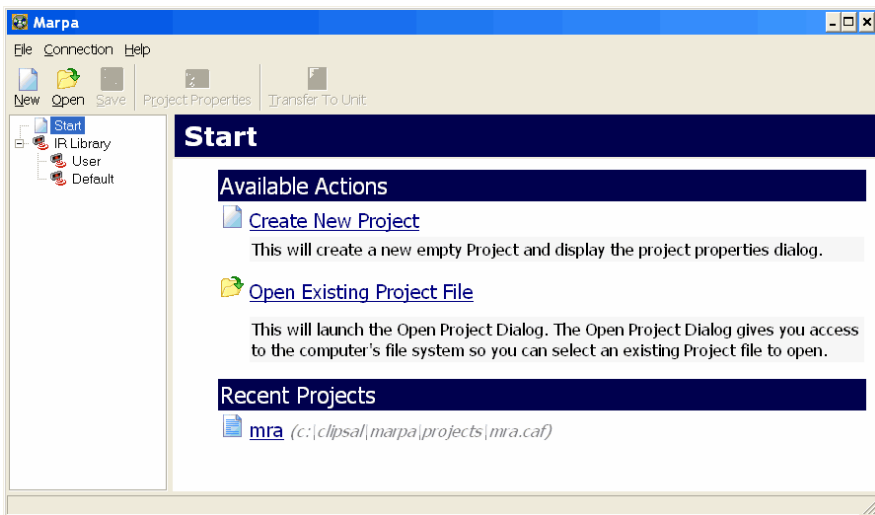 Marpa
File Connection Help
New Open Save Project Properties Transfer To Unit
Start
IR Library
User
Default
Start
Available Actions
Create New Project
This will create a new empty Project and display the project properties dialog.
Open Existing Project File
This will launch the Open Project Dialog. The Open Project Dialog gives you access
to the computer's file system so you can select an existing Project file to open.
Recent Projects
mra (c:\clipsal\marpa\projects\mra.caf)